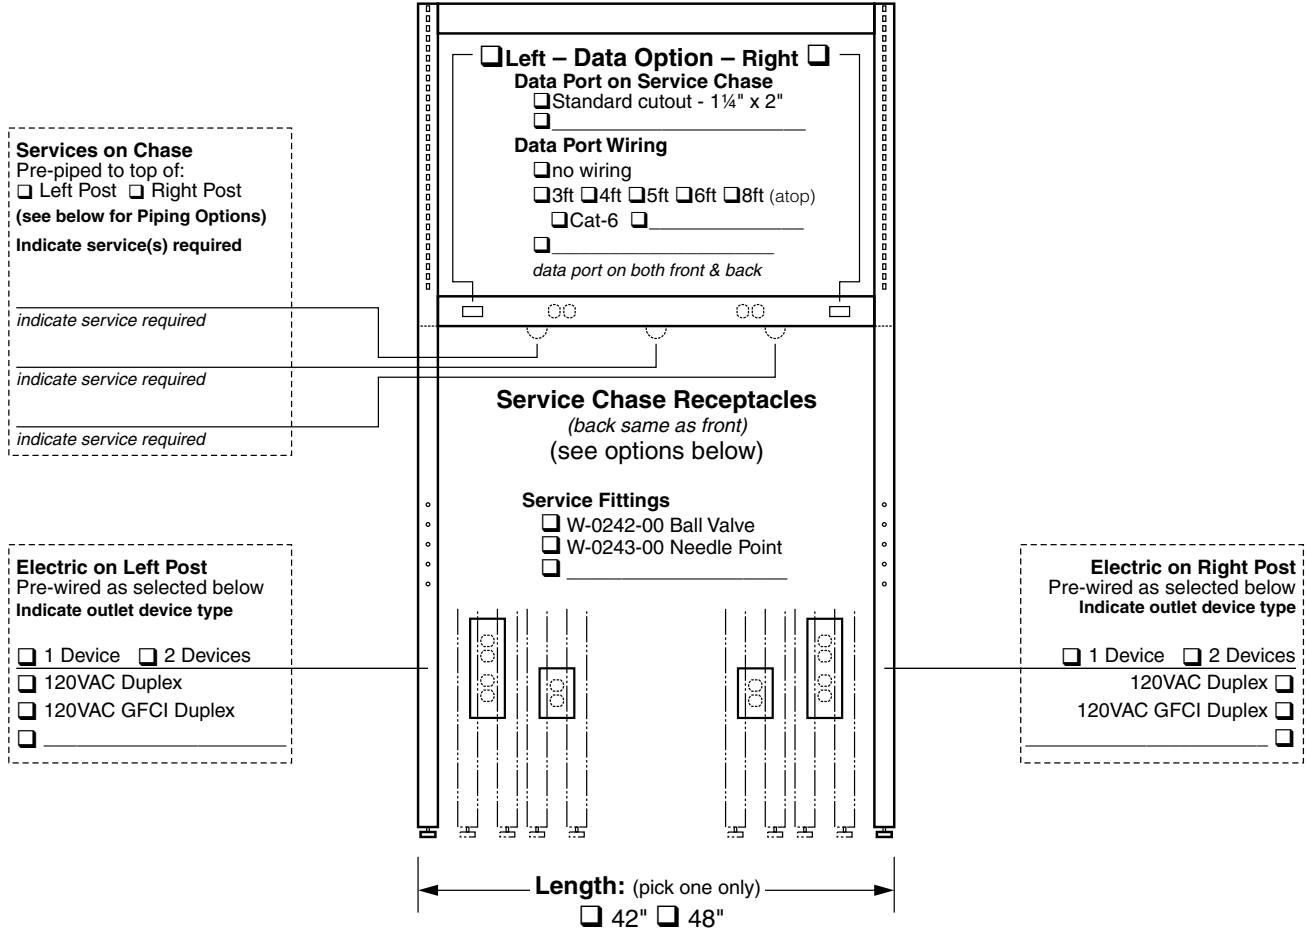 ❏ Left – Data Option – Right ❏
Data Port on Service Chase
❏ Standard cutout - 1¼" x 2"
❏ ________________________
Data Port Wiring
❏ no wiring
❏ 3ft ❏ 4ft ❏ 5ft ❏ 6ft ❏ 8ft (atop)
❏ Cat-6 ❏ ________________
❏ _____________________
data port on both front & back
Services on Chase
Pre-piped to top of:
❏ Left Post ❏ Right Post
(see below for Piping Options)
Indicate service(s) required
indicate service required
indicate service required
indicate service required
Service Chase Receptacles
(back same as front)
(see options below)
Service Fittings
❏ W-0242-00 Ball Valve
❏ W-0243-00 Needle Point
❏ _____________________
Electric on Left Post
Pre-wired as selected below
Indicate outlet device type
❏ 1 Device ❏ 2 Devices
❏ 120VAC Duplex
❏ 120VAC GFCI Duplex
❏ ______________________
Electric on Right Post
Pre-wired as selected below
Indicate outlet device type
❏ 1 Device ❏ 2 Devices
120VAC Duplex ❏
120VAC GFCI Duplex ❏
______________________ ❏
Length: (pick one only)
❏ 42" ❏ 48"